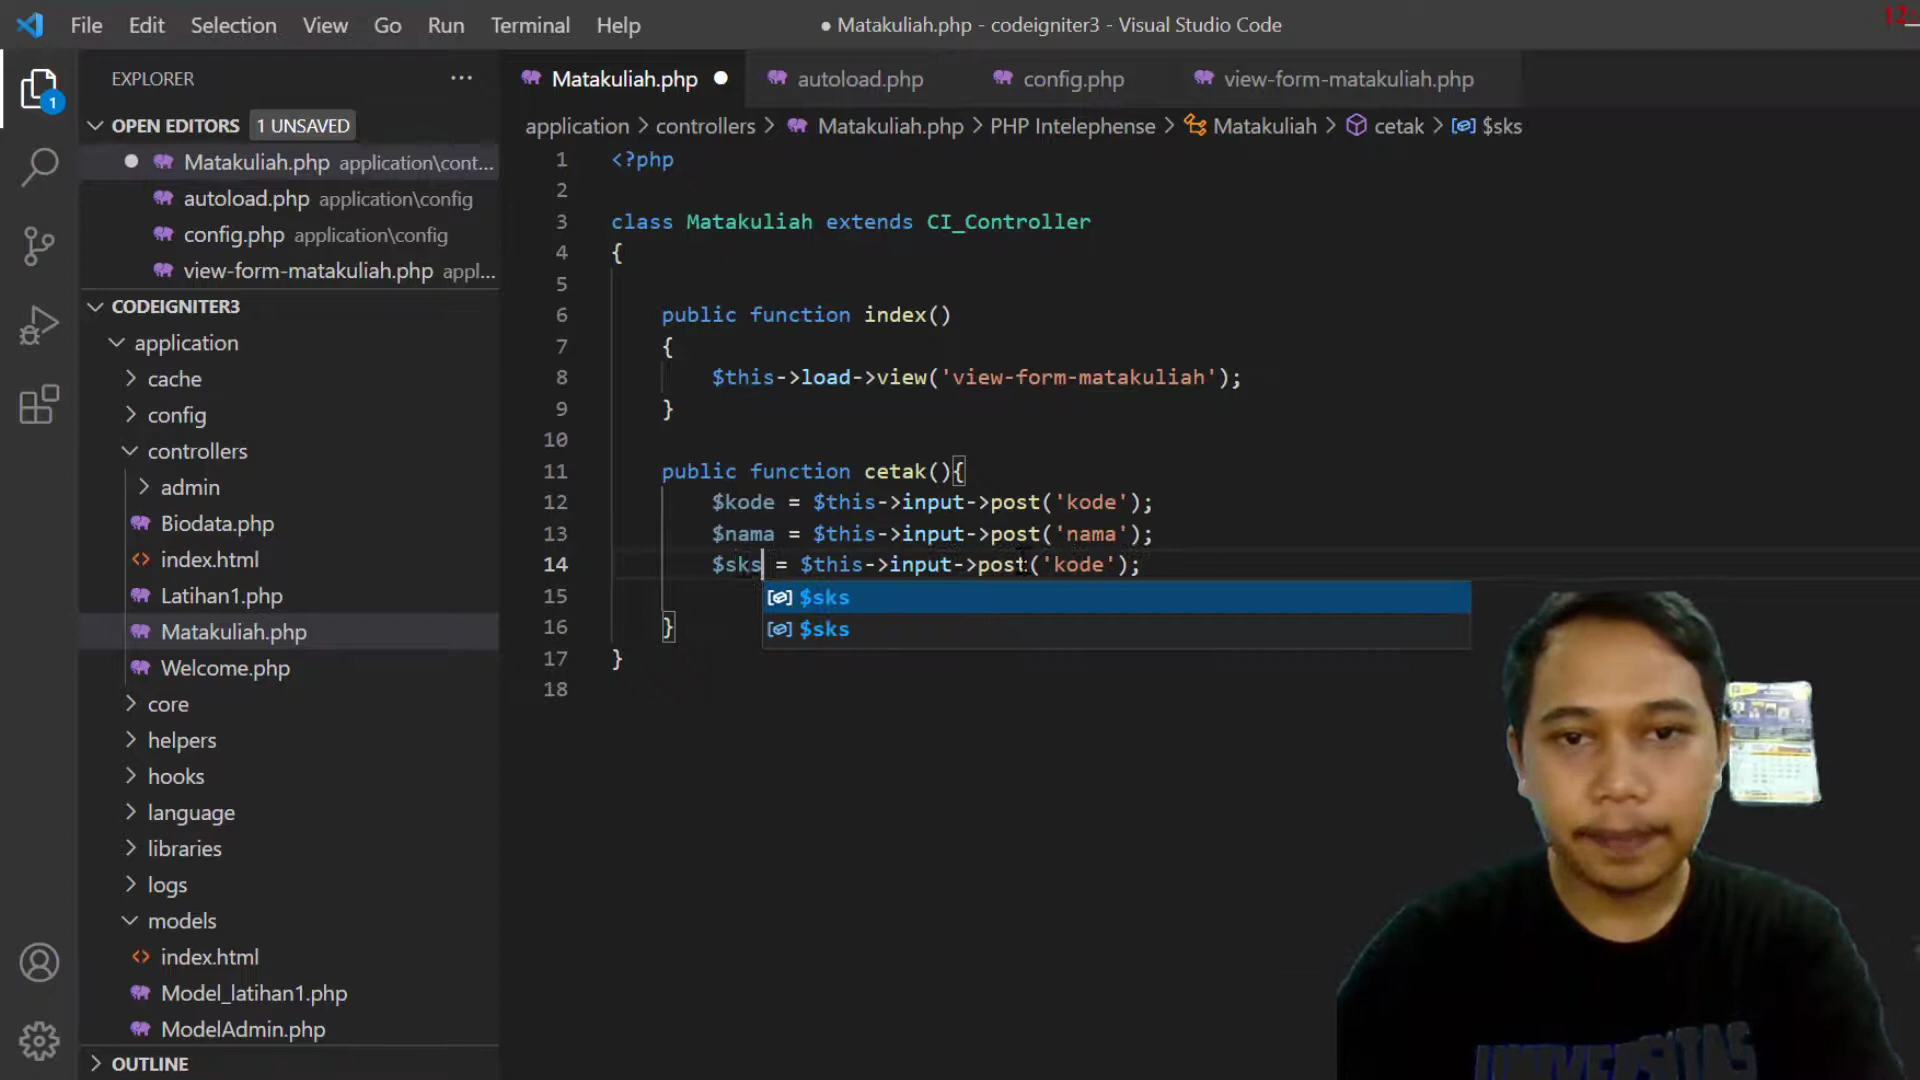 File Edit Selection View Go Run Terminal Help
● Matakuliah.php - codeigniter3 - Visual Studio Code
12
1
EXPLORER ...
OPEN EDITORS 1 UNSAVED
Matakuliah.php application\cont...
autoload.php application\config
config.php application\config
view-form-matakuliah.php appl...
CODEIGNITER3
application
cache
config
controllers
admin
Biodata.php
index.html
Latihan1.php
Matakuliah.php
Welcome.php
core
helpers
hooks
language
libraries
logs
models
index.html
Model_latihan1.php
ModelAdmin.php
OUTLINE
Matakuliah.php autoload.php config.php view-form-matakuliah.php
application > controllers > Matakuliah.php > PHP Intelephense > Matakuliah > cetak > $sks
1 <?php
2
3 class Matakuliah extends CI_Controller
4 {
5
6 public function index()
7 {
8 $this->load->view('view-form-matakuliah');
9 }
10
11 public function cetak(){
12 $kode = $this->input->post('kode');
13 $nama = $this->input->post('nama');
14 $sks = $this->input->post('kode');
15
$sks
16 }
$sks
17 }
18
UNIVERSITAS